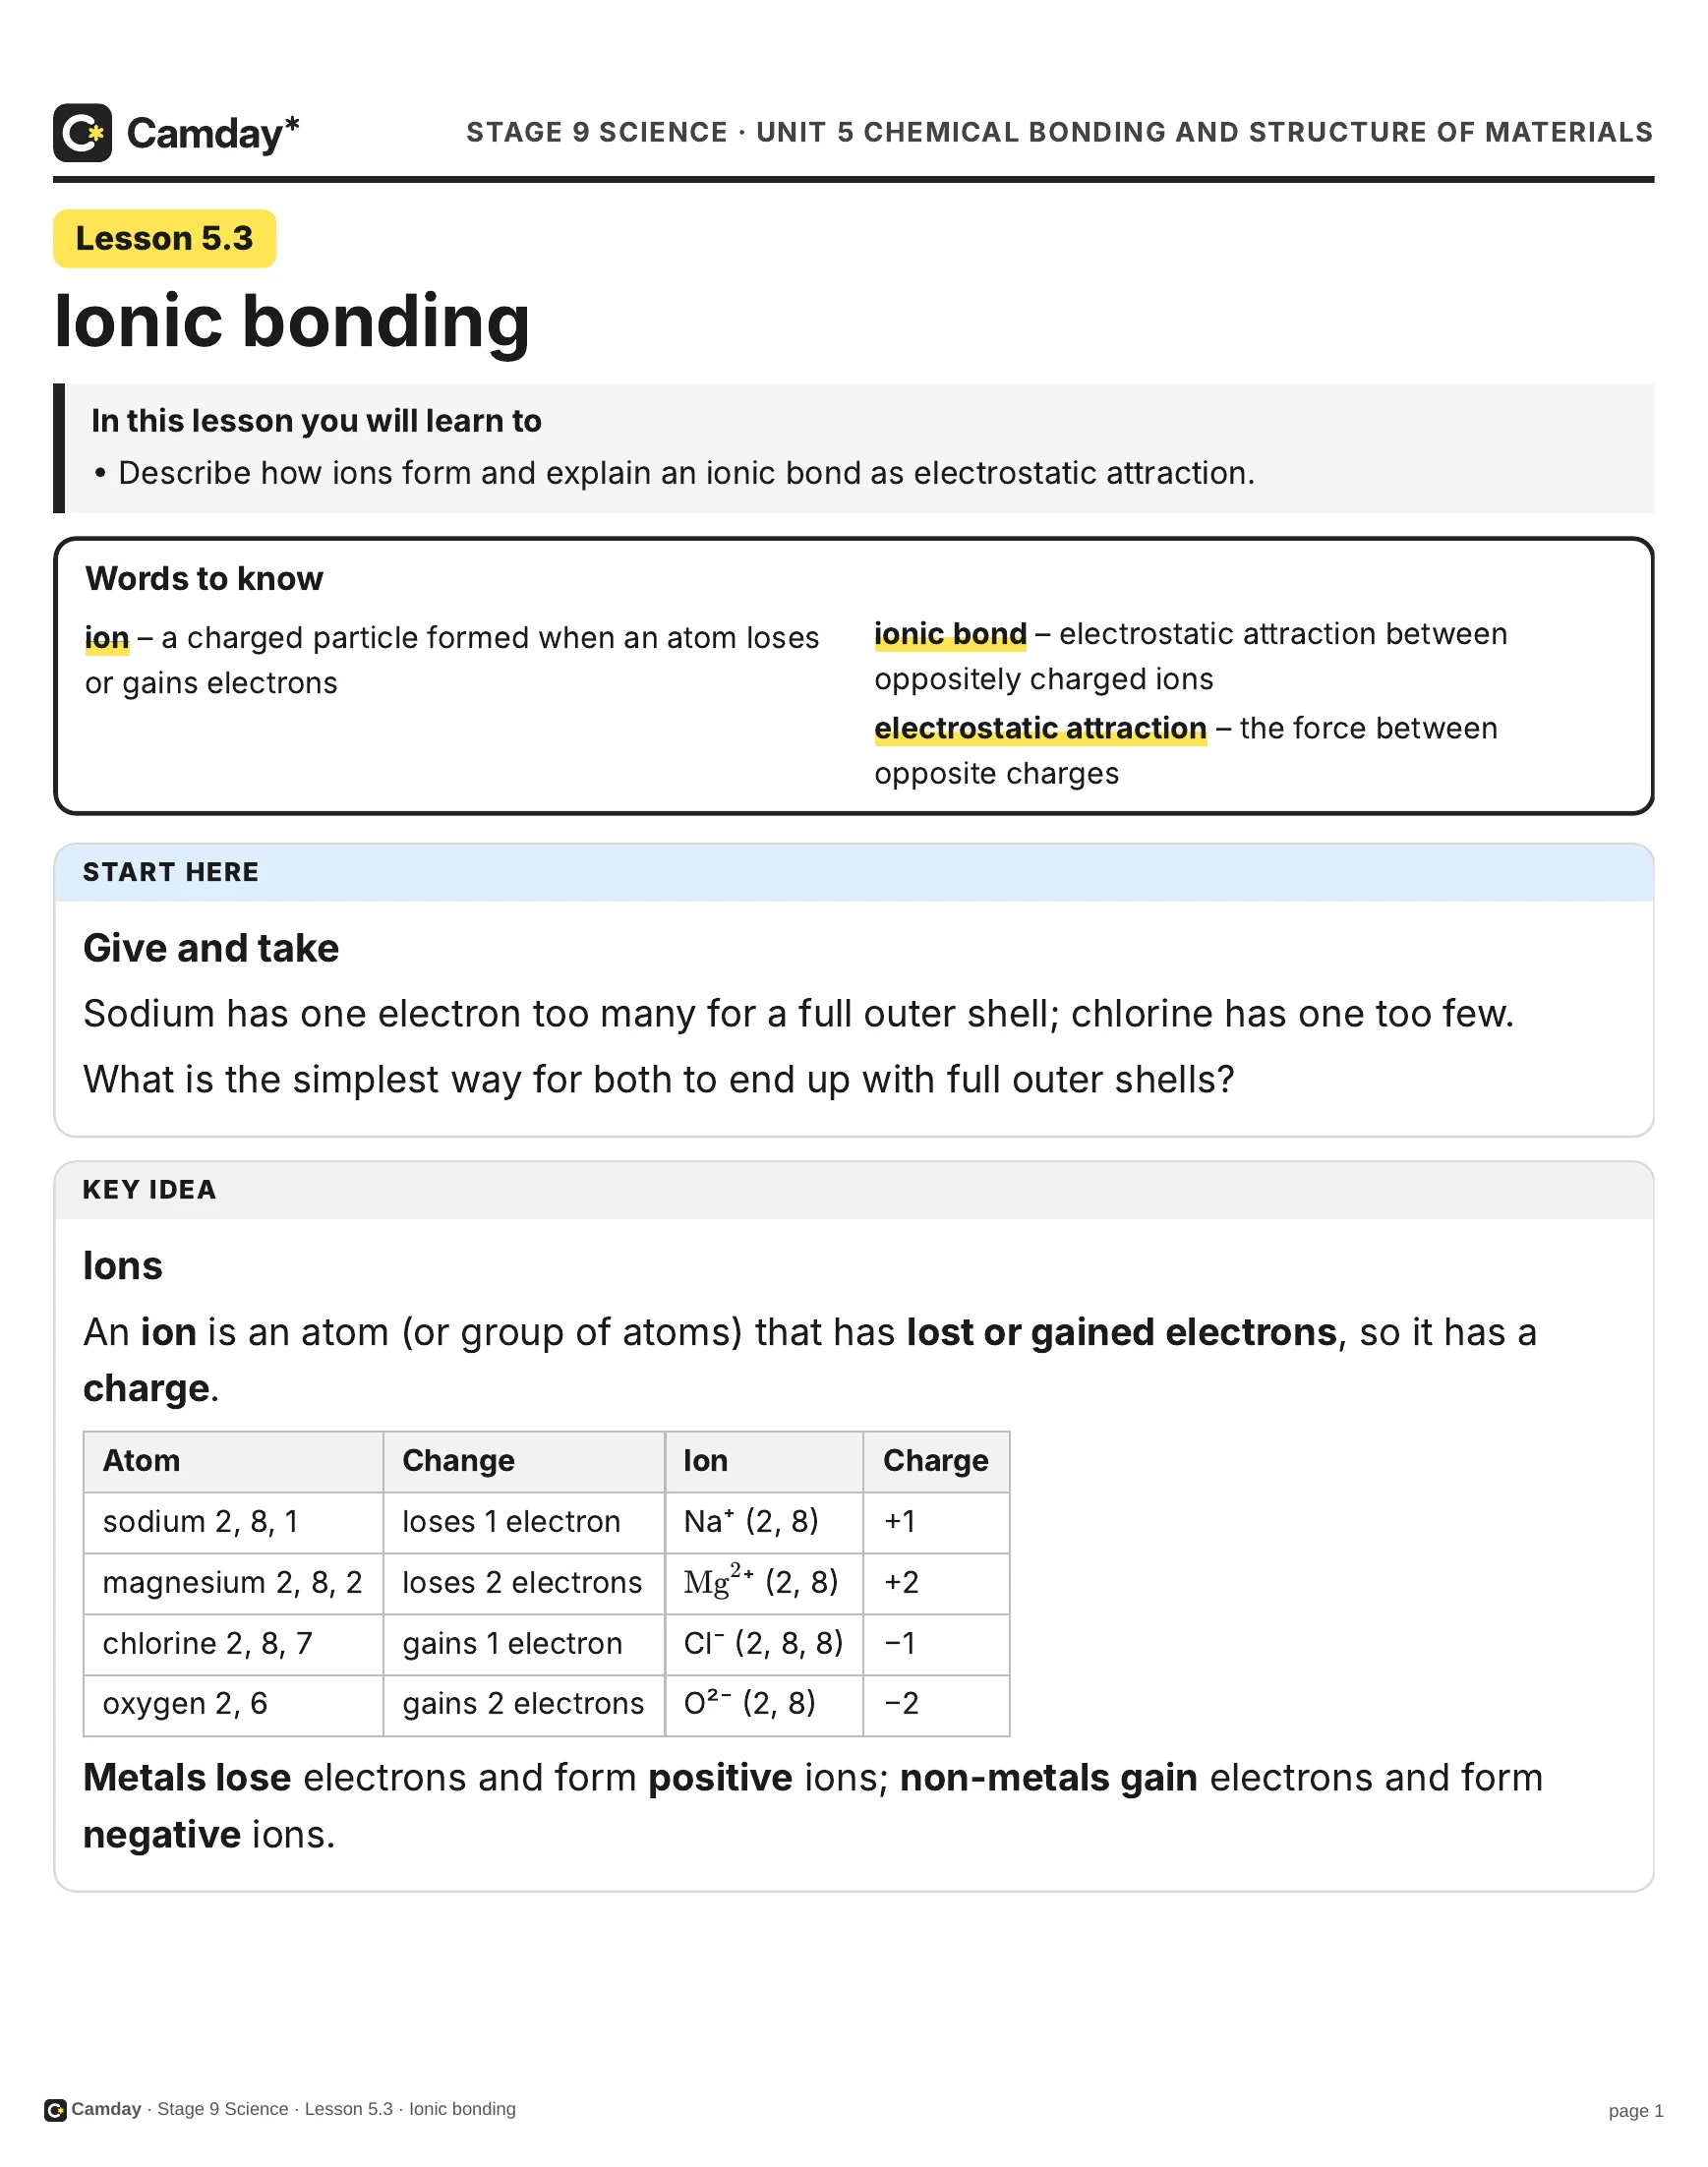 Camday*
STAGE 9 SCIENCE · UNIT 5 CHEMICAL BONDING AND STRUCTURE OF MATERIALS
Lesson 5.3
Ionic bonding
In this lesson you will learn to
• Describe how ions form and explain an ionic bond as electrostatic attraction.
Words to know
ion – a charged particle formed when an atom loses
or gains electrons
ionic bond – electrostatic attraction between
oppositely charged ions
electrostatic attraction – the force between
opposite charges
START HERE
Give and take
Sodium has one electron too many for a full outer shell; chlorine has one too few.
What is the simplest way for both to end up with full outer shells?
KEY IDEA
Ions
An ion is an atom (or group of atoms) that has lost or gained electrons, so it has a
charge.
Atom Change Ion Charge
sodium 2, 8, 1 loses 1 electron Na⁺ (2, 8) +1
magnesium 2, 8, 2 loses 2 electrons Mg²⁺ (2, 8) +2
chlorine 2, 8, 7 gains 1 electron Cl⁻ (2, 8, 8) −1
oxygen 2, 6 gains 2 electrons O²⁻ (2, 8) −2
Metals lose electrons and form positive ions; non-metals gain electrons and form
negative ions.
Camday · Stage 9 Science · Lesson 5.3 · Ionic bonding
page 1